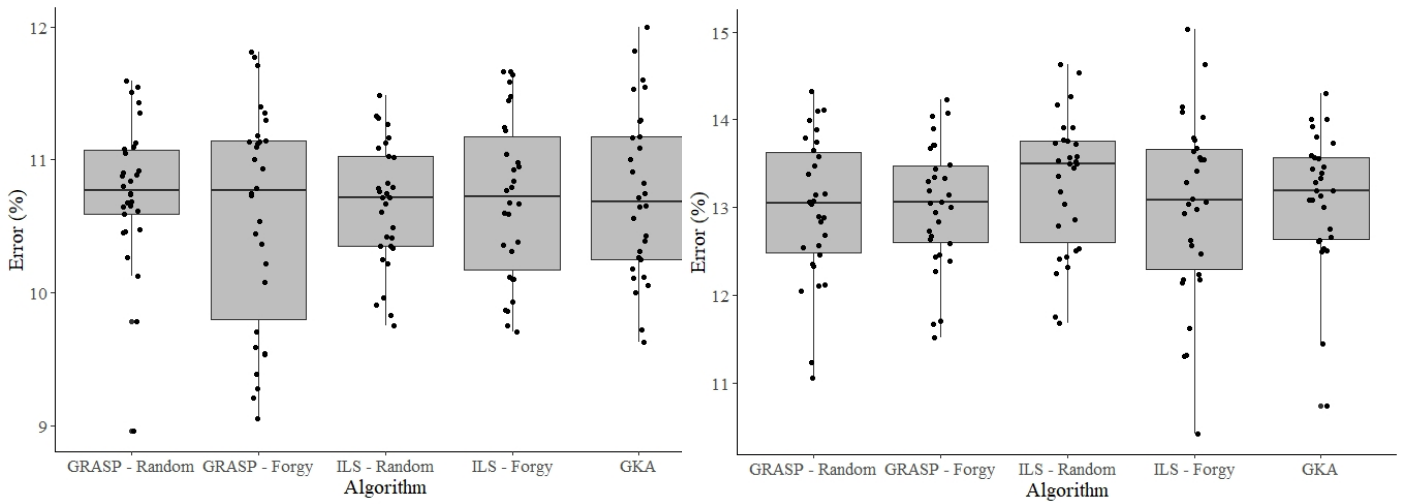 Error (%)
12
11
10
9
GRASP - Random GRASP - Forgy ILS - Random ILS - Forgy GKA
Algorithm
Error (%)
15
14
13
12
11
GRASP - Random GRASP - Forgy ILS - Random ILS - Forgy GKA
Algorithm